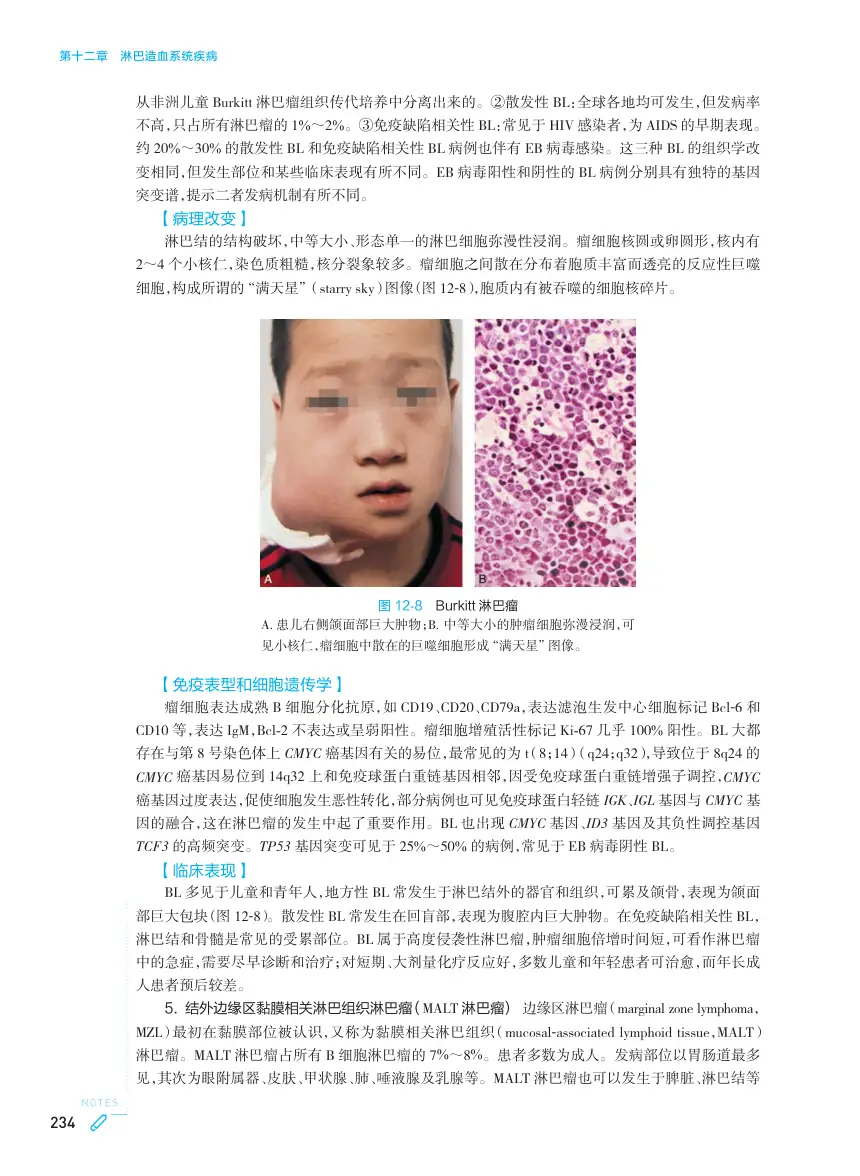 第十二章 淋巴造血系统疾病
从非洲儿童 Burkitt 淋巴瘤组织传代培养中分离出来的。②散发性 BL：全球各地均可发生，但发病率
不高，只占所有淋巴瘤的 1%～2%。③免疫缺陷相关性 BL：常见于 HIV 感染者，为 AIDS 的早期表现。
约 20%～30% 的散发性 BL 和免疫缺陷相关性 BL 病例也伴有 EB 病毒感染。这三种 BL 的组织学改
变相同，但发生部位和某些临床表现有所不同。EB 病毒阳性和阴性的 BL 病例分别具有独特的基因
突变谱，提示二者发病机制有所不同。
【病理改变】
淋巴结的结构破坏，中等大小、形态单一的淋巴细胞弥漫性浸润。瘤细胞核圆或卵圆形，核内有
2～4 个小核仁，染色质粗糙，核分裂象较多。瘤细胞之间散在分布着胞质丰富而透亮的反应性巨噬
细胞，构成所谓的“满天星”（starry sky）图像（图 12-8），胞质内有被吞噬的细胞核碎片。
A
B
图 12-8 Burkitt 淋巴瘤
A. 患儿右侧颌面部巨大肿物；B. 中等大小的肿瘤细胞弥漫浸润，可
见小核仁，瘤细胞中散在的巨噬细胞形成“满天星”图像。
【免疫表型和细胞遗传学】
瘤细胞表达成熟 B 细胞分化抗原，如 CD19、CD20、CD79a，表达滤泡生发中心细胞标记 Bcl-6 和
CD10 等，表达 IgM，Bcl-2 不表达或呈弱阳性。瘤细胞增殖活性标记 Ki-67 几乎 100% 阳性。BL 大都
存在与第 8 号染色体上 CMYC 癌基因有关的易位，最常见的为 t（8；14）（q24；q32），导致位于 8q24 的
CMYC 癌基因易位到 14q32 上和免疫球蛋白重链基因相邻，因受免疫球蛋白重链增强子调控，CMYC
癌基因过度表达，促使细胞发生恶性转化，部分病例也可见免疫球蛋白轻链 IGK、IGL 基因与 CMYC 基
因的融合，这在淋巴瘤的发生中起了重要作用。BL 也出现 CMYC 基因、ID3 基因及其负性调控基因
TCF3 的高频突变。TP53 基因突变可见于 25%～50% 的病例，常见于 EB 病毒阴性 BL。
【临床表现】
BL 多见于儿童和青年人，地方性 BL 常发生于淋巴结外的器官和组织，可累及颌骨，表现为颌面
部巨大包块（图 12-8）。散发性 BL 常发生在回盲部，表现为腹腔内巨大肿物。在免疫缺陷相关性 BL，
淋巴结和骨髓是常见的受累部位。BL 属于高度侵袭性淋巴瘤，肿瘤细胞倍增时间短，可看作淋巴瘤
中的急症，需要尽早诊断和治疗；对短期、大剂量化疗反应好，多数儿童和年轻患者可治愈，而年长成
人患者预后较差。
5. 结外边缘区黏膜相关淋巴组织淋巴瘤（MALT 淋巴瘤） 边缘区淋巴瘤（marginal zone lymphoma，
MZL）最初在黏膜部位被认识，又称为黏膜相关淋巴组织（mucosal-associated lymphoid tissue，MALT）
淋巴瘤。MALT 淋巴瘤占所有 B 细胞淋巴瘤的 7%～8%。患者多数为成人。发病部位以胃肠道最多
见，其次为眼附属器、皮肤、甲状腺、肺、唾液腺及乳腺等。MALT 淋巴瘤也可以发生于脾脏、淋巴结等
NOTES
234